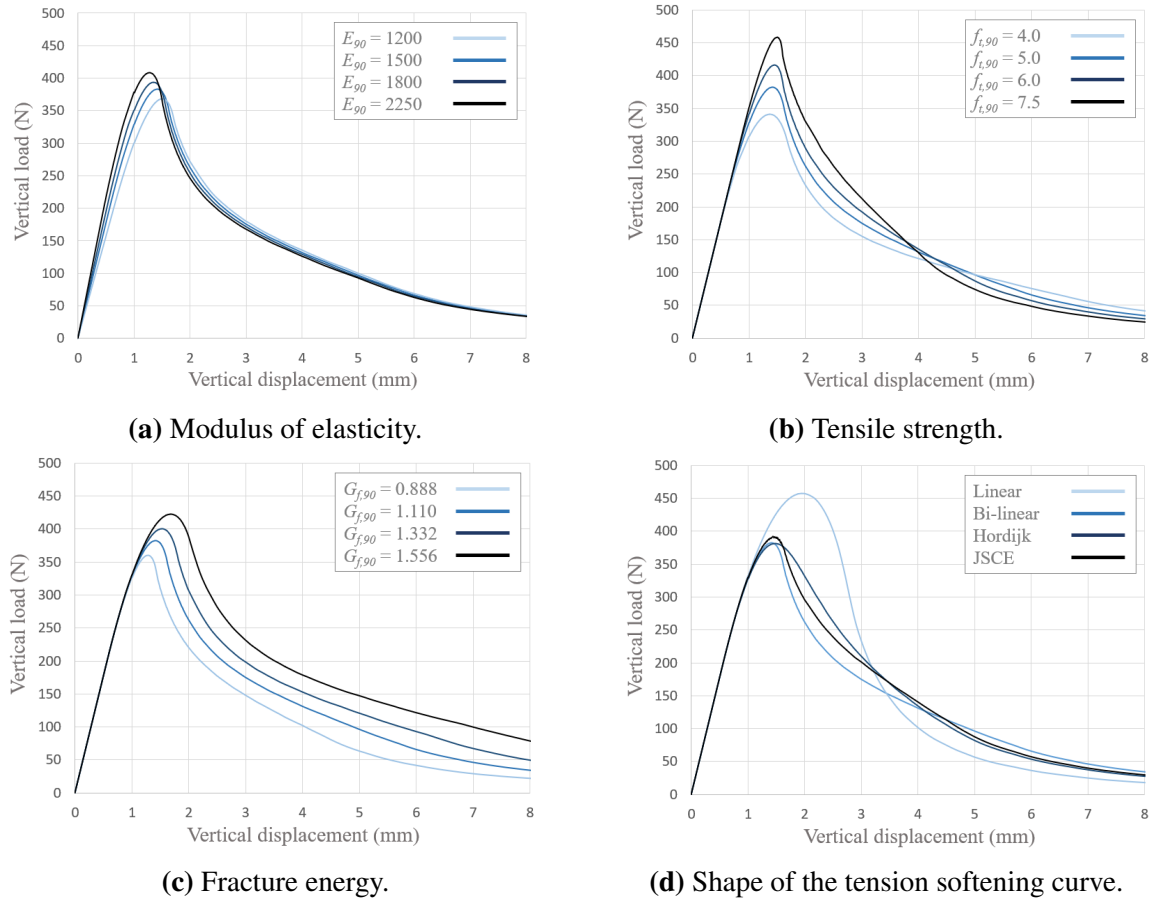 500
450
400
350
300
250
200
150
100
50
0
Vertical load (N)
E90 = 1200
E90 = 1500
E90 = 1800
E90 = 2250
0 1 2 3 4 5 6 7 8
Vertical displacement (mm)
(a) Modulus of elasticity.
500
450
400
350
300
250
200
150
100
50
0
Vertical load (N)
ft,90 = 4.0
ft,90 = 5.0
ft,90 = 6.0
ft,90 = 7.5
0 1 2 3 4 5 6 7 8
Vertical displacement (mm)
(b) Tensile strength.
500
450
400
350
300
250
200
150
100
50
0
Vertical load (N)
Gf,90 = 0.888
Gf,90 = 1.110
Gf,90 = 1.332
Gf,90 = 1.556
0 1 2 3 4 5 6 7 8
Vertical displacement (mm)
(c) Fracture energy.
500
450
400
350
300
250
200
150
100
50
0
Vertical load (N)
Linear
Bi-linear
Hordijk
JSCE
0 1 2 3 4 5 6 7 8
Vertical displacement (mm)
(d) Shape of the tension softening curve.